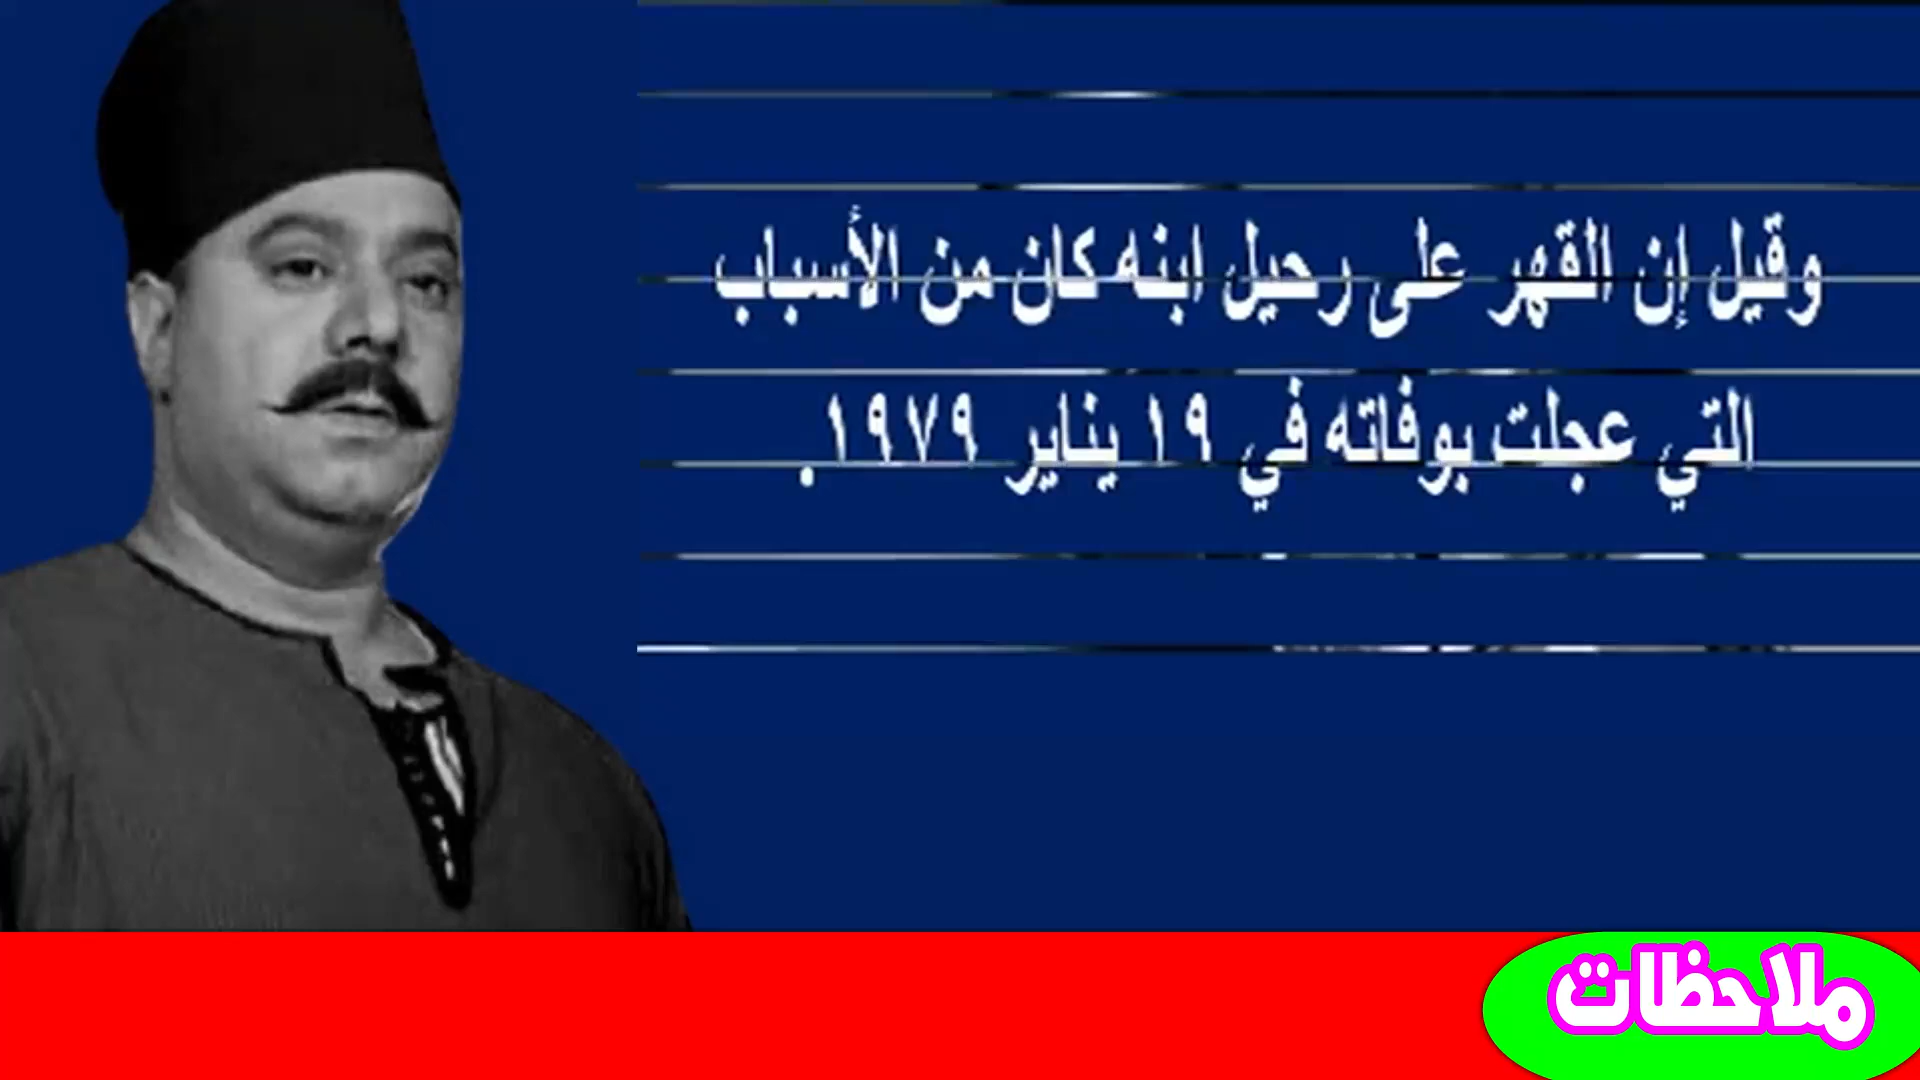 وقيل إن القهر على رحيل ابنه كان من الأسباب
التي عجلت بوفاته في ١٩ يناير ١٩٧٩.
ملاحظات